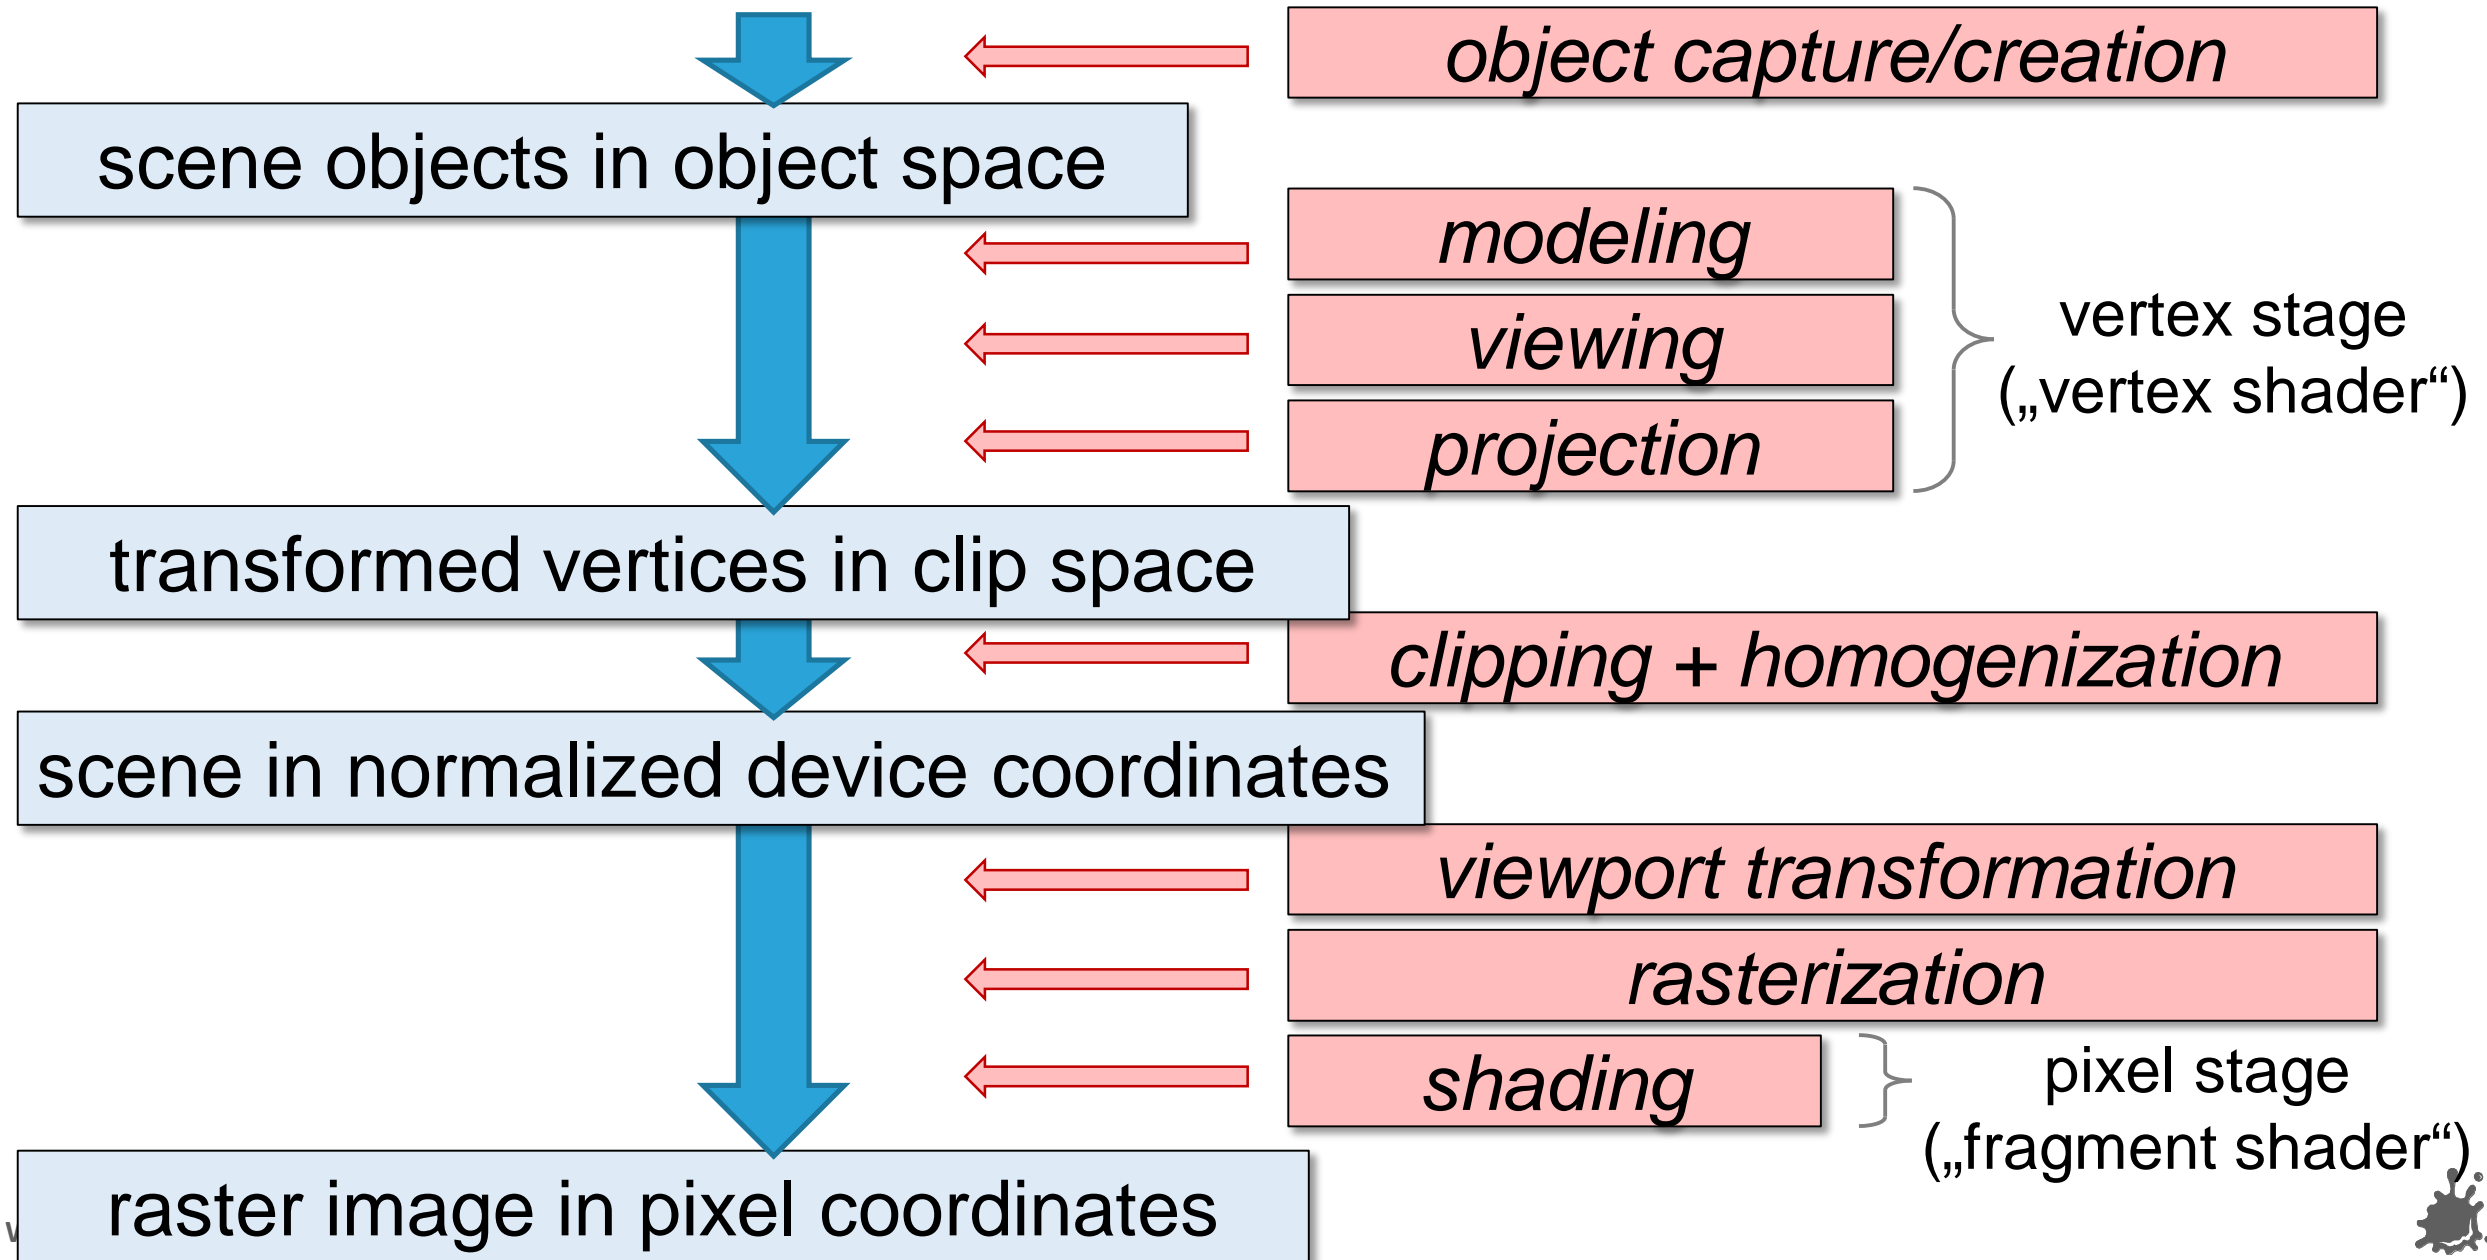 object capture/creation
scene objects in object space
modeling
viewing
projection
vertex stage
(„vertex shader“)
transformed vertices in clip space
clipping + homogenization
scene in normalized device coordinates
viewport transformation
rasterization
shading
pixel stage
(„fragment shader“)
raster image in pixel coordinates